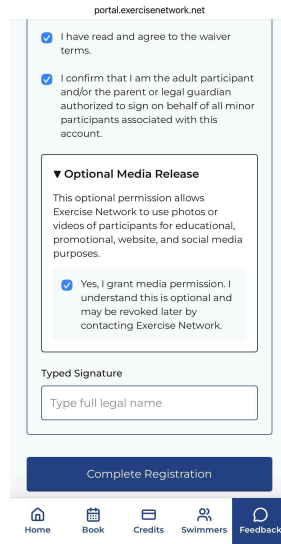 portal.exercisenetwork.net
I have read and agree to the waiver
terms.
I confirm that I am the adult participant
and/or the parent or legal guardian
authorized to sign on behalf of all minor
participants associated with this
account.
▼ Optional Media Release
This optional permission allows
Exercise Network to use photos or
videos of participants for educational,
promotional, website, and social media
purposes.
Yes, I grant media permission. I
understand this is optional and
may be revoked later by
contacting Exercise Network.
Typed Signature
Type full legal name
Complete Registration
Home Book Credits Swimmers Feedback